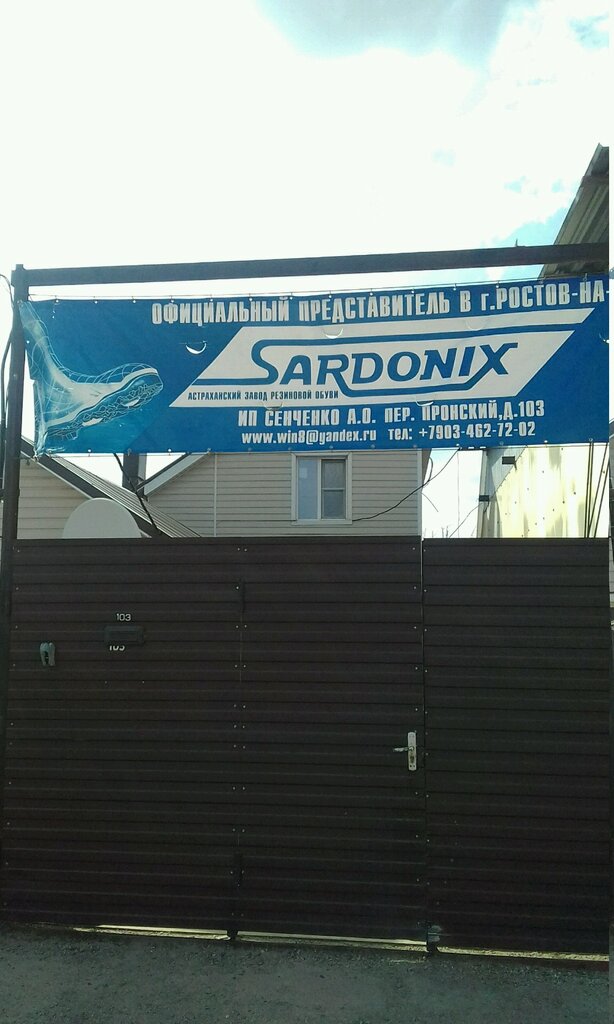 ОФИЦИАЛЬНЫЙ ПРЕДСТАВИТЕЛЬ В г.РОСТОВ-НА-
SARDONIX
АСТРАХАНСКИЙ ЗАВОД РЕЗИНОВОЙ ОБУВИ
ИП СЕНЧЕНКО А.О. ПЕР. ПРОНСКИЙ,Д.103
www.win8@yandex.ru тел: +7903-462-72-02
103
103